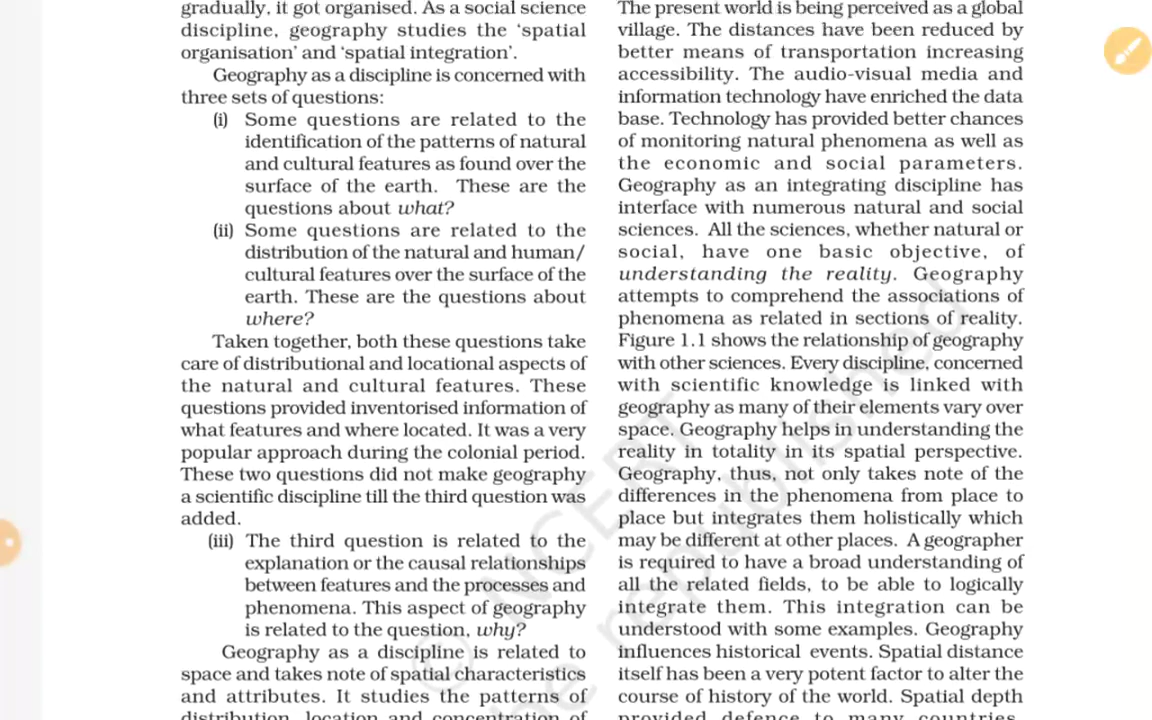 gradually, it got organised. As a social science
discipline, geography studies the ‘spatial
organisation’ and ‘spatial integration’.
Geography as a discipline is concerned with
three sets of questions:
(i) Some questions are related to the
identification of the patterns of natural
and cultural features as found over the
surface of the earth. These are the
questions about what?
(ii) Some questions are related to the
distribution of the natural and human/
cultural features over the surface of the
earth. These are the questions about
where?
Taken together, both these questions take
care of distributional and locational aspects of
the natural and cultural features. These
questions provided inventorised information of
what features and where located. It was a very
popular approach during the colonial period.
These two questions did not make geography
a scientific discipline till the third question was
added.
(iii) The third question is related to the
explanation or the causal relationships
between features and the processes and
phenomena. This aspect of geography
is related to the question, why?
Geography as a discipline is related to
space and takes note of spatial characteristics
and attributes. It studies the patterns of
distribution, location and concentration of
The present world is being perceived as a global
village. The distances have been reduced by
better means of transportation increasing
accessibility. The audio-visual media and
information technology have enriched the data
base. Technology has provided better chances
of monitoring natural phenomena as well as
the economic and social parameters.
Geography as an integrating discipline has
interface with numerous natural and social
sciences. All the sciences, whether natural or
social, have one basic objective, of
understanding the reality. Geography
attempts to comprehend the associations of
phenomena as related in sections of reality.
Figure 1.1 shows the relationship of geography
with other sciences. Every discipline, concerned
with scientific knowledge is linked with
geography as many of their elements vary over
space. Geography helps in understanding the
reality in totality in its spatial perspective.
Geography, thus, not only takes note of the
differences in the phenomena from place to
place but integrates them holistically which
may be different at other places. A geographer
is required to have a broad understanding of
all the related fields, to be able to logically
integrate them. This integration can be
understood with some examples. Geography
influences historical events. Spatial distance
itself has been a very potent factor to alter the
course of history of the world. Spatial depth
provided defence to many countries,
© NCERT
be republished